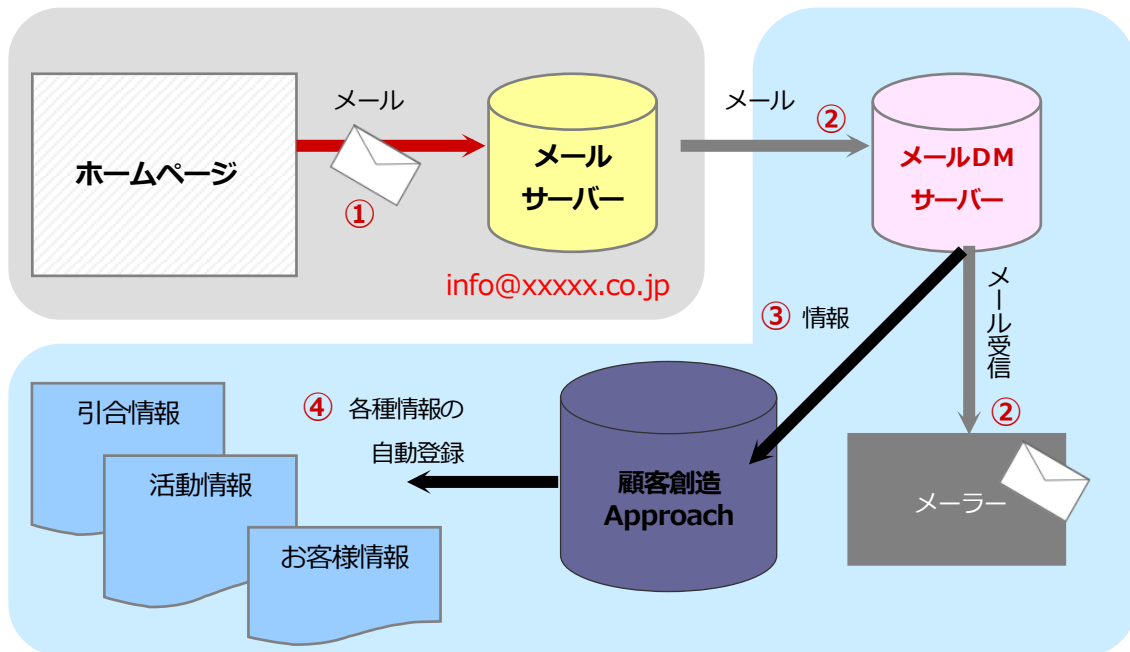 メール
①
ホームページ
メール
サーバー
info@xxxxx.co.jp
メール
②
メールDM
サーバー
③ 情報
メール受信
②
メーラー
顧客創造
Approach
④ 各種情報の
自動登録
引合情報
活動情報
お客様情報